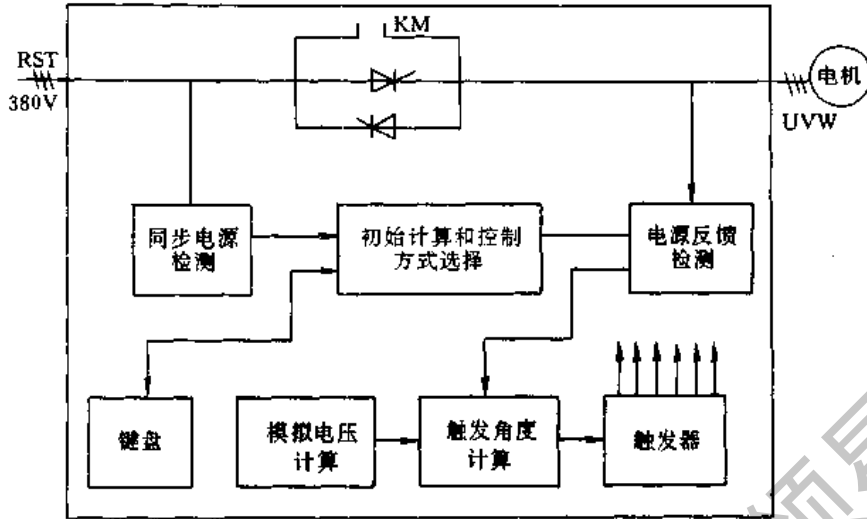 KM
RST
380V
电机
UVW
同步电源
检测
初始计算和控制
方式选择
电源反馈
检测
键盘
模拟电压
计算
触发角度
计算
触发器